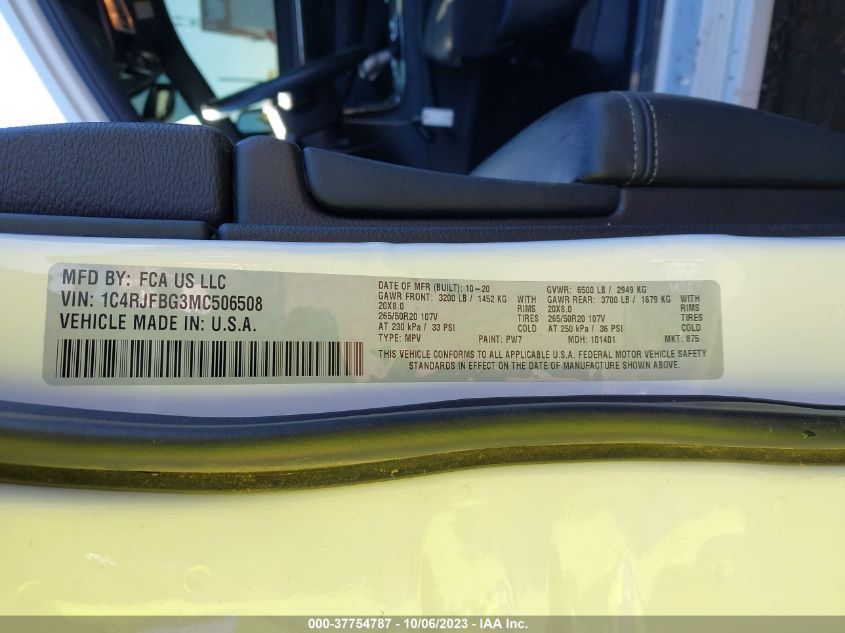 MFD BY: FCA US LLC
VIN: 1C4RJFBG3MC506508
VEHICLE MADE IN: U.S.A.
DATE OF MFR (BUILT): 10-20 GVWR: 6500 LB / 2949 KG
GAWR FRONT: 3200 LB / 1452 KG WITH GAWR REAR: 3700 LB / 1679 KG WITH
20X8.0 RIMS 20X8.0 RIMS
265/50R20 107V TIRES 265/50R20 107V TIRES
AT 230 kPa / 33 PSI COLD AT 250 kPa / 36 PSI COLD
TYPE: MPV PAINT: PW7 MDH: 101401 MKT: 875
THIS VEHICLE CONFORMS TO ALL APPLICABLE U.S.A. FEDERAL MOTOR VEHICLE SAFETY
STANDARDS IN EFFECT ON THE DATE OF MANUFACTURE SHOWN ABOVE.
000-37754787 - 10/06/2023 - © IAA Inc.